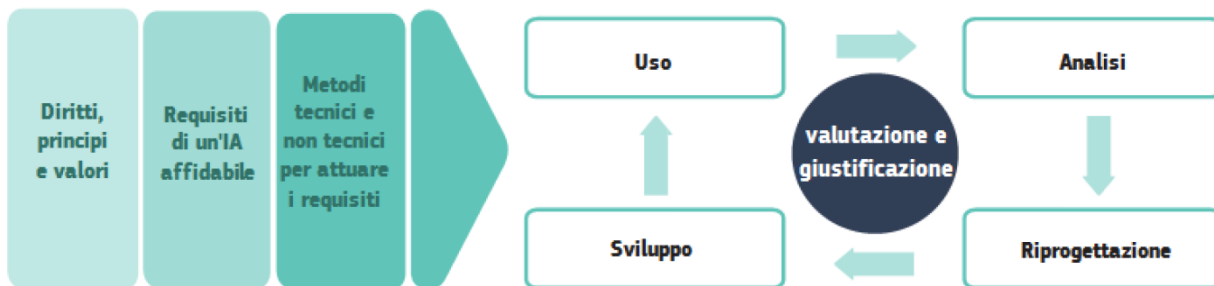 Diritti,
principi
e valori
Requisiti
di un'IA
affidabile
Metodi
tecnici e
non tecnici
per attuare
i requisiti
Uso
Analisi
valutazione e
giustificazione
Sviluppo
Riprogettazione